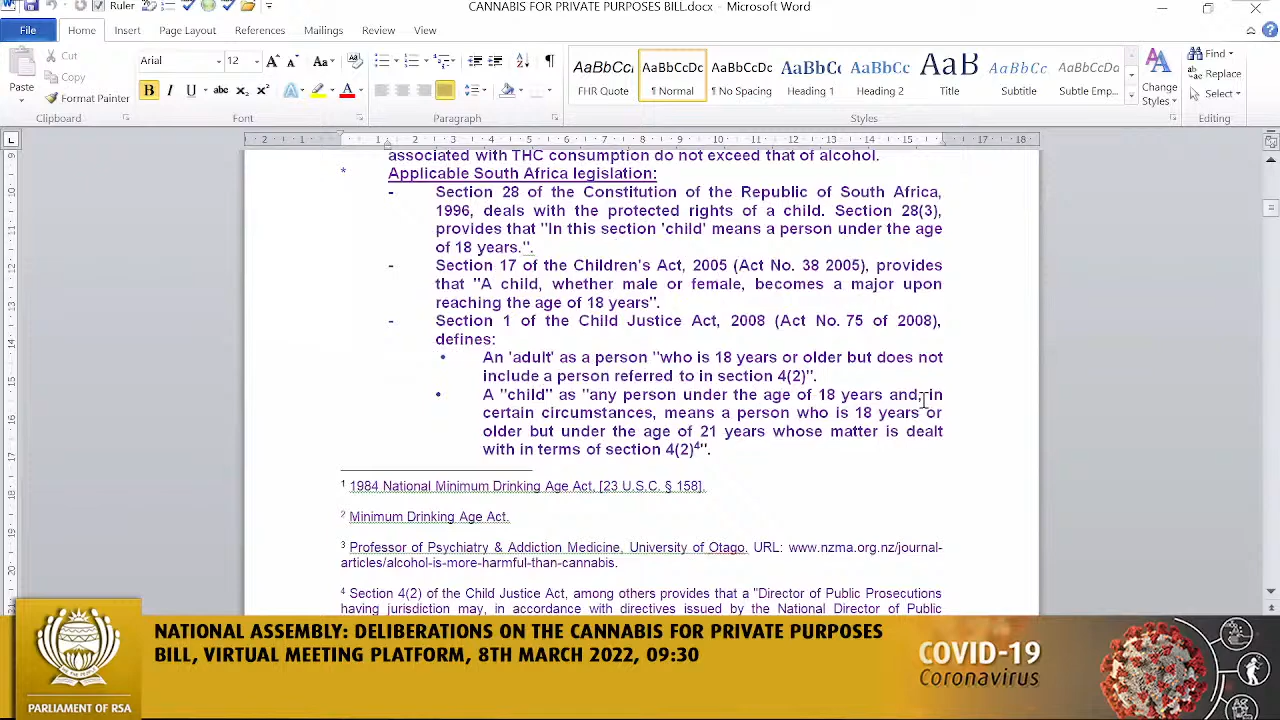 CANNABIS FOR PRIVATE PURPOSES BILL.docx - Microsoft Word
Ruler
File Home Insert Page Layout References Mailings Review View
Paste Cut Copy Format Painter
Arial 12
AaBbCcI AaBbCcDc AaBbCcDc AaBbCc AaBbCc AaB AaBbCcI AaBbCcDc
FHR Quote ¶ Normal ¶ No Spacing Heading 1 Heading 2 Title Subtitle Subtle Emp...
Change Styles
Find
Replace
Select
Clipboard Font Paragraph Styles Editing
associated with THC consumption do not exceed that of alcohol.
* Applicable South Africa legislation:
- Section 28 of the Constitution of the Republic of South Africa,
1996, deals with the protected rights of a child. Section 28(3),
provides that "In this section 'child' means a person under the age
of 18 years.".
- Section 17 of the Children's Act, 2005 (Act No. 38 2005), provides
that "A child, whether male or female, becomes a major upon
reaching the age of 18 years".
- Section 1 of the Child Justice Act, 2008 (Act No. 75 of 2008),
defines:
• An 'adult' as a person "who is 18 years or older but does not
include a person referred to in section 4(2)".
• A "child" as "any person under the age of 18 years and, in
certain circumstances, means a person who is 18 years or
older but under the age of 21 years whose matter is dealt
with in terms of section 4(2)⁴".
¹ 1984 National Minimum Drinking Age Act, [23 U.S.C. § 158].
² Minimum Drinking Age Act.
³ Professor of Psychiatry & Addiction Medicine, University of Otago. URL: www.nzma.org.nz/journal-
articles/alcohol-is-more-harmful-than-cannabis.
⁴ Section 4(2) of the Child Justice Act, among others provides that a "Director of Public Prosecutions
having jurisdiction may, in accordance with directives issued by the National Director of Public
NATIONAL ASSEMBLY: DELIBERATIONS ON THE CANNABIS FOR PRIVATE PURPOSES
BILL, VIRTUAL MEETING PLATFORM, 8TH MARCH 2022, 09:30
PARLIAMENT OF RSA
COVID-19
Coronavirus